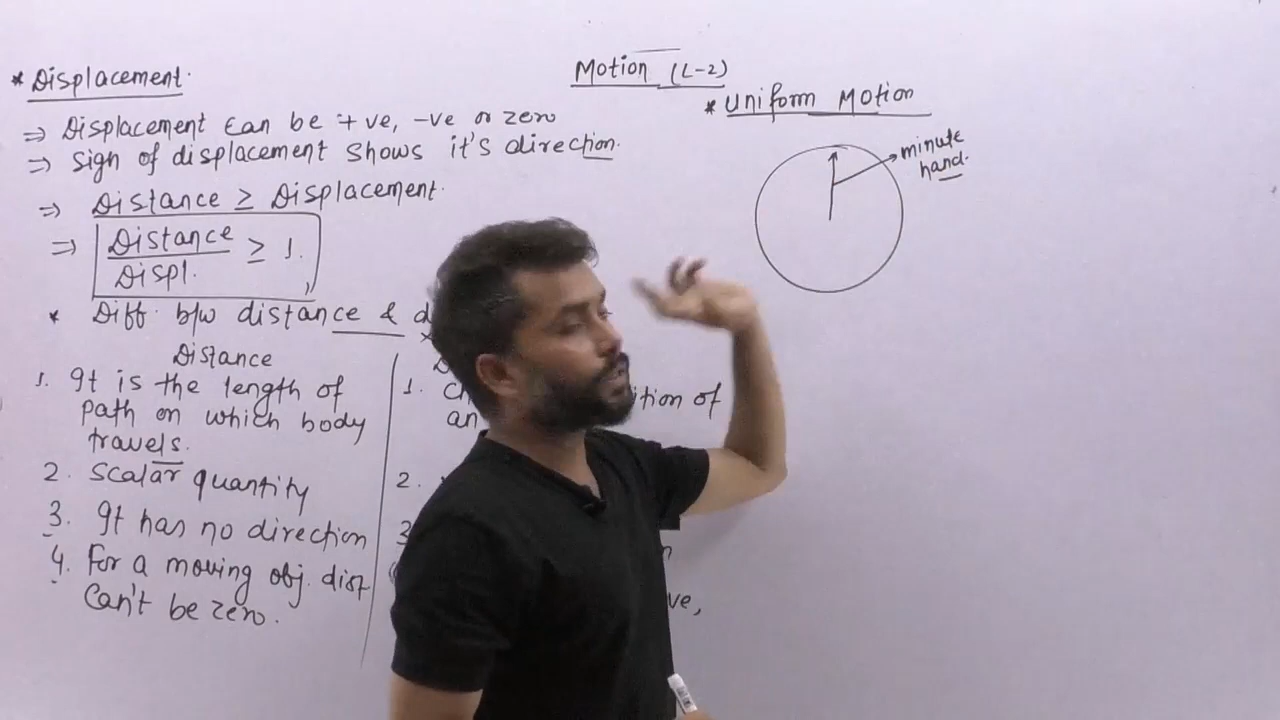 Motion (L-2)
* Displacement.
⇒ Displacement can be +ve, -ve or zero
⇒ sign of displacement shows it's direction.
⇒ Distance ≥ Displacement.
⇒ Distance / Displ. ≥ 1.
* Diff. b/w distance & d
Distance
1. It is the length of
path on which body
travels.
2. Scalar quantity
3. It has no direction
4. For a moving obj. dist
can't be zero.
1. C ition of
an
2.
3
n
ve,
* Uniform Motion
minute
hand.